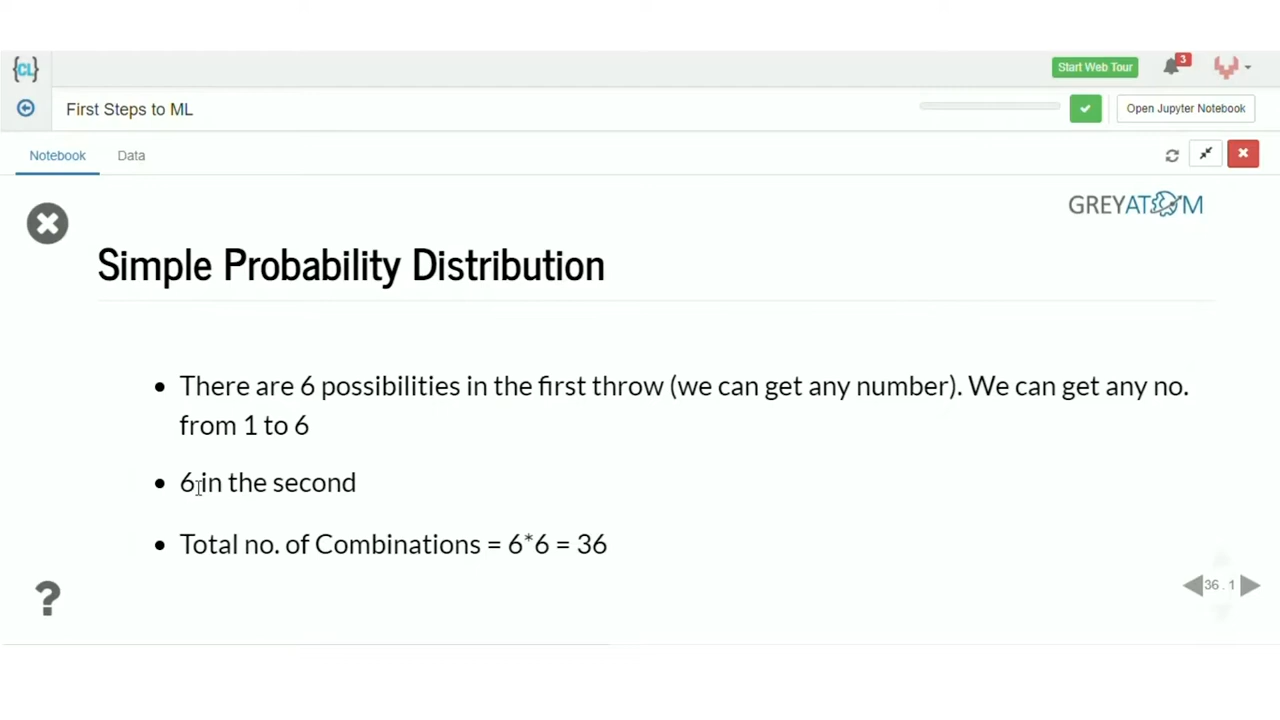 {CL}
Start Web Tour
3
First Steps to ML
Open Jupyter Notebook
Notebook
Data
GREYATOM
Simple Probability Distribution
There are 6 possibilities in the first throw (we can get any number). We can get any no.
from 1 to 6
6 in the second
Total no. of Combinations = 6*6 = 36
?
36 . 1